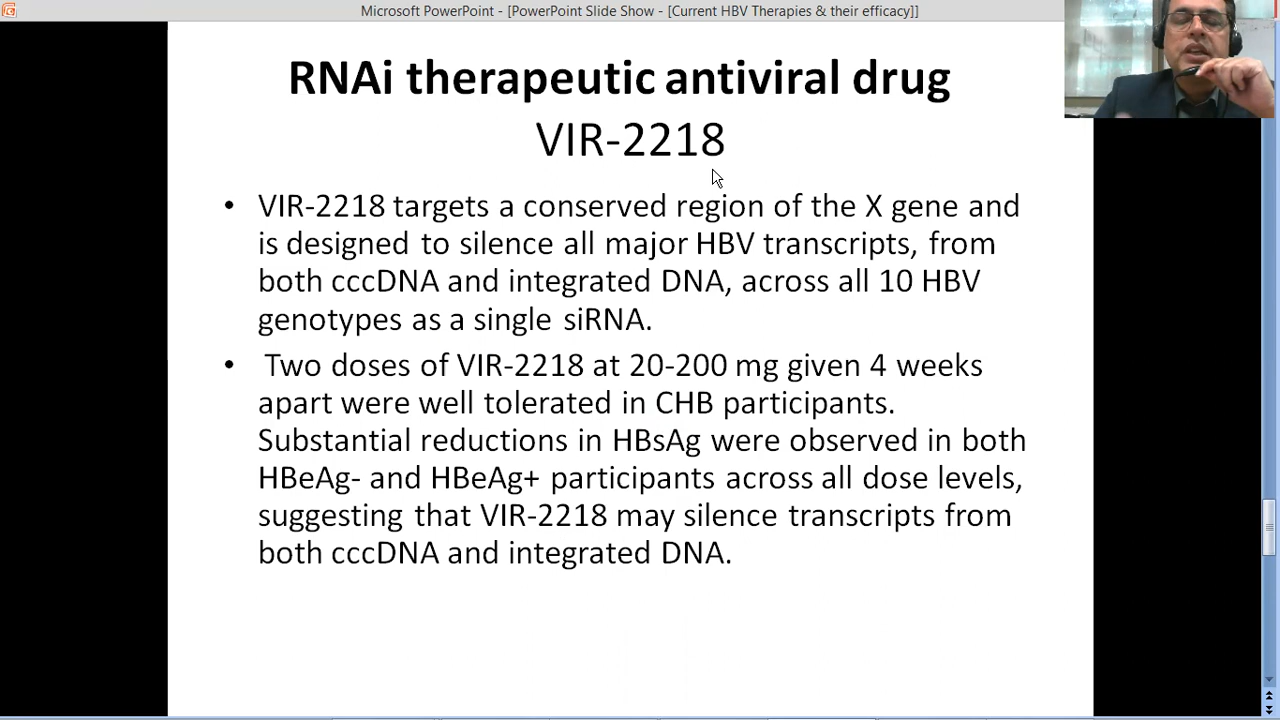 Microsoft PowerPoint - [PowerPoint Slide Show - [Current HBV Therapies & their efficacy]]
RNAi therapeutic antiviral drug
VIR-2218
• VIR-2218 targets a conserved region of the X gene and
is designed to silence all major HBV transcripts, from
both cccDNA and integrated DNA, across all 10 HBV
genotypes as a single siRNA.
• Two doses of VIR-2218 at 20-200 mg given 4 weeks
apart were well tolerated in CHB participants.
Substantial reductions in HBsAg were observed in both
HBeAg- and HBeAg+ participants across all dose levels,
suggesting that VIR-2218 may silence transcripts from
both cccDNA and integrated DNA.